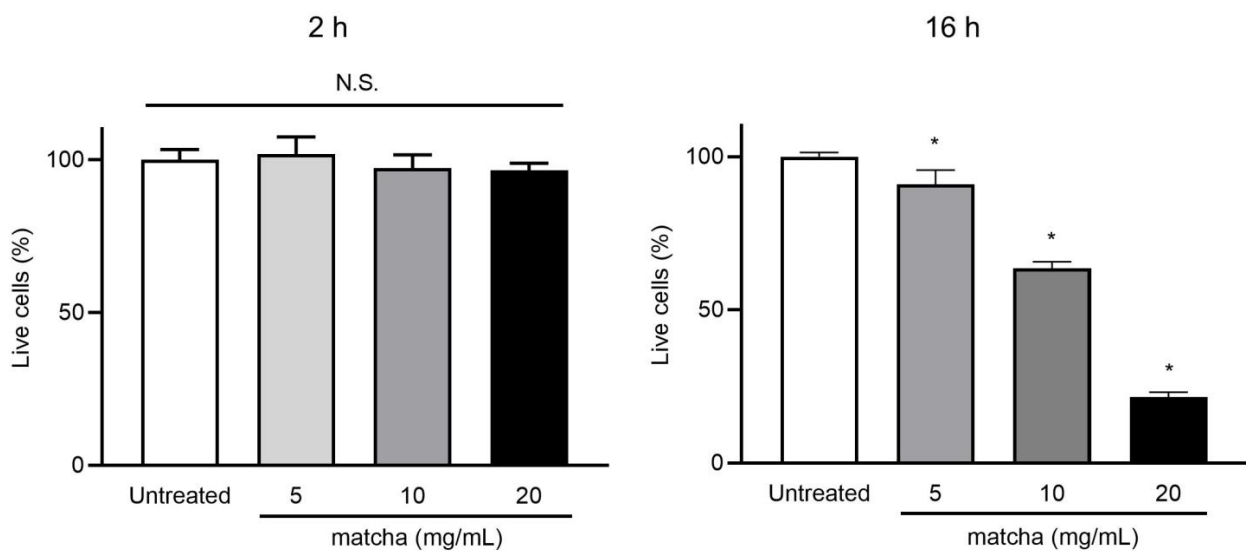 2 h
N.S.
Live cells (%)
100
50
0
Untreated 5 10 20
matcha (mg/mL)
16 h
Live cells (%)
100
50
0
* * *
Untreated 5 10 20
matcha (mg/mL)